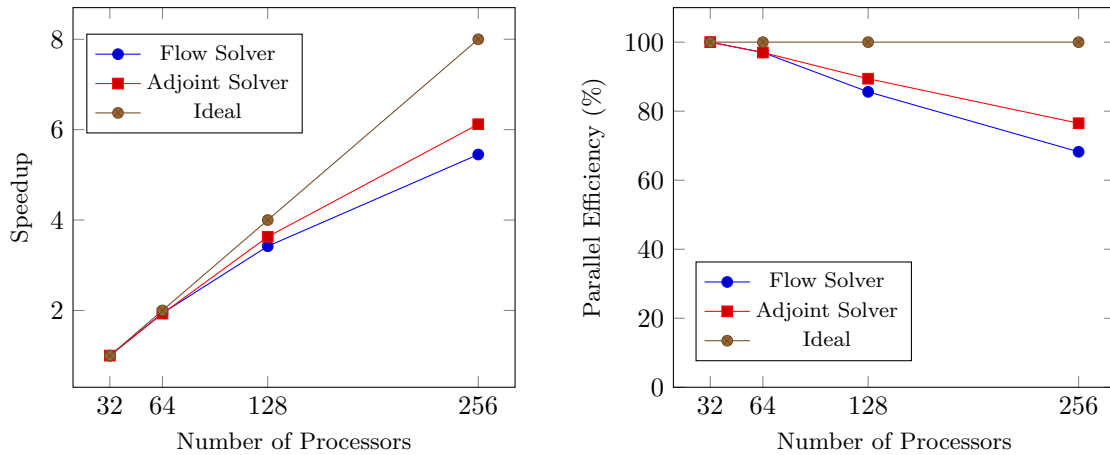 8
6
4
2
Speedup
Flow Solver
Adjoint Solver
Ideal
32 64 128 256
Number of Processors
100
80
60
40
20
0
Parallel Efficiency (%)
Flow Solver
Adjoint Solver
Ideal
32 64 128 256
Number of Processors